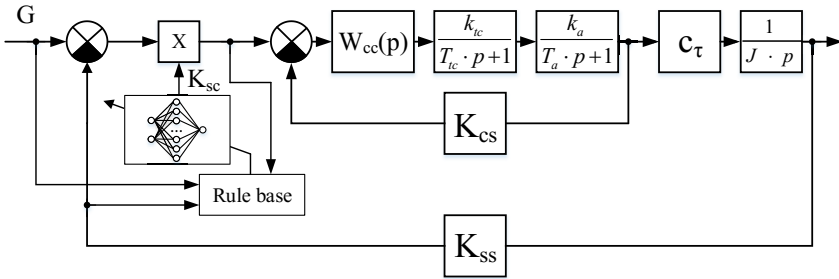 G
X
K_sc
...
Rule base
W_cc(p)
k_tc
T_tc · p+1
k_a
T_a · p+1
c_τ
1
J · p
K_cs
K_ss